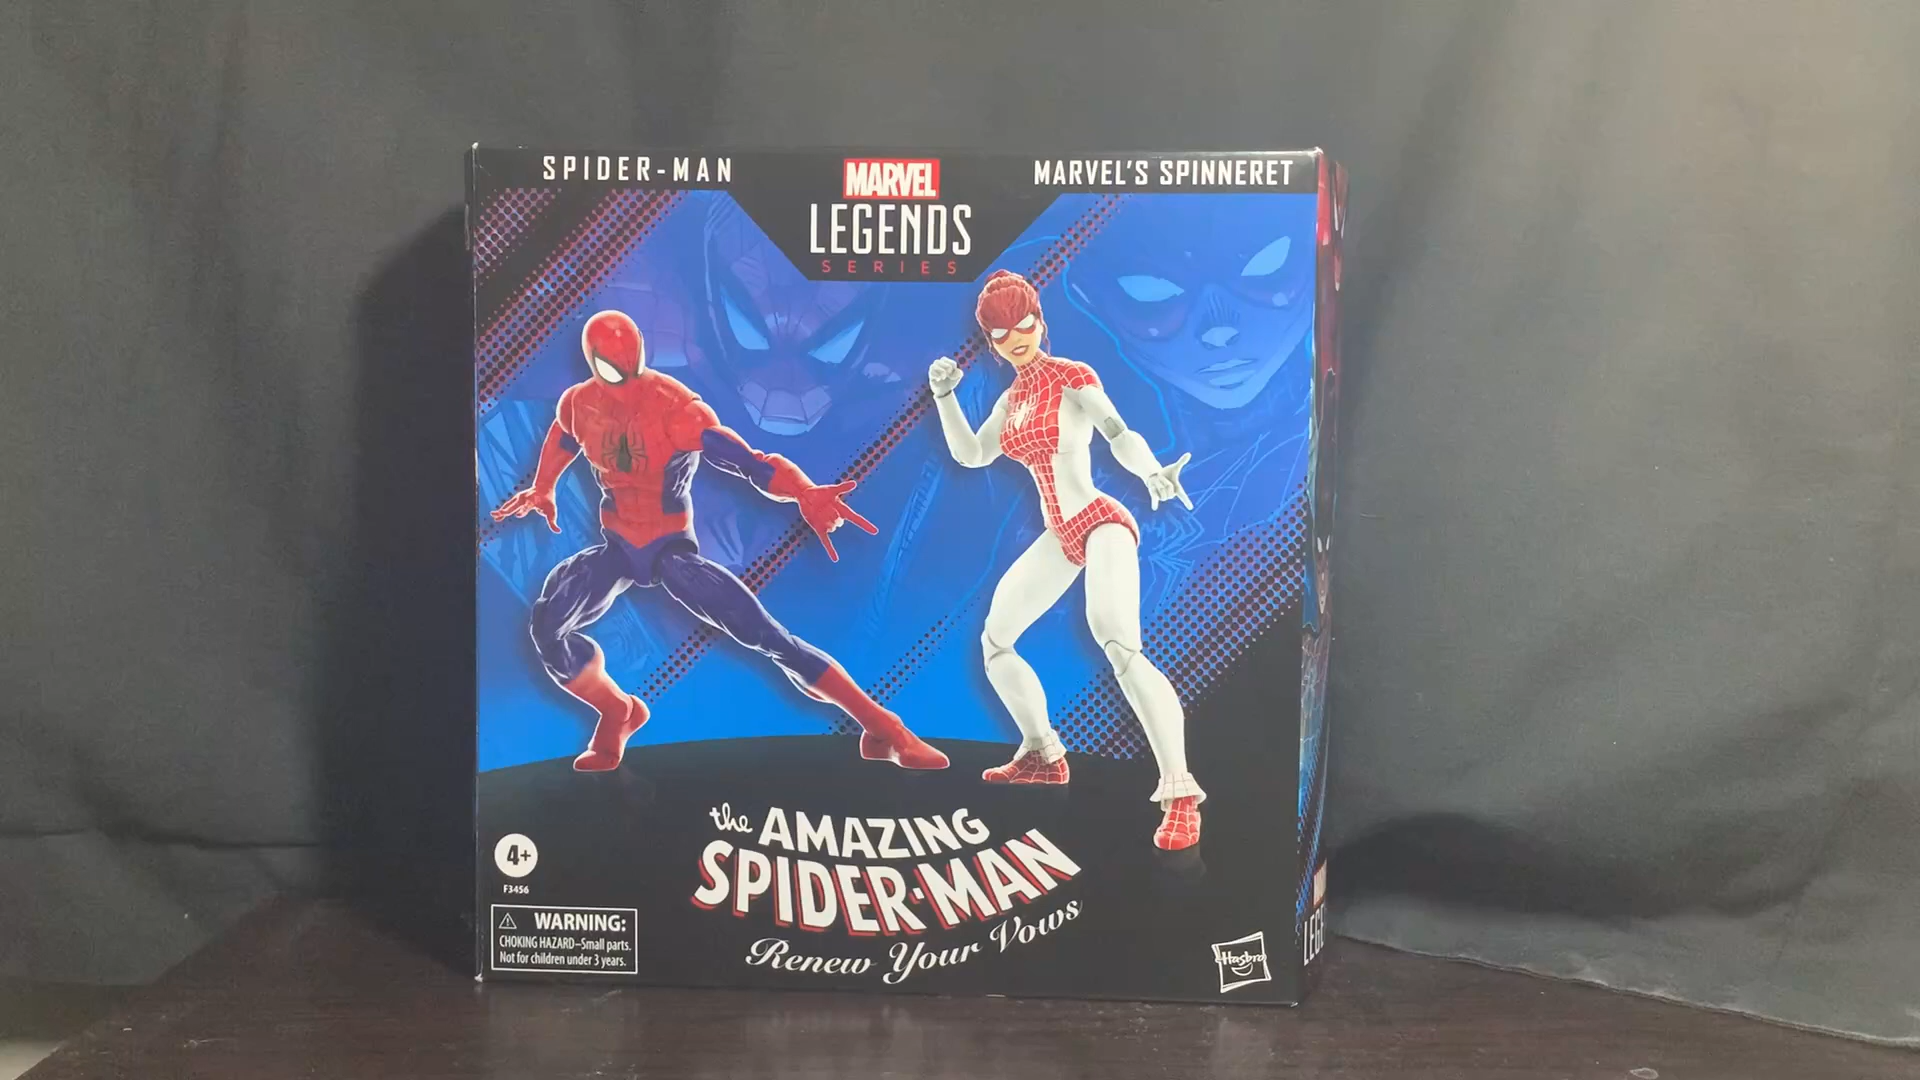 SPIDER-MAN
MARVEL
LEGENDS
SERIES
MARVEL'S SPINNERET
the AMAZING
SPIDER-MAN
Renew Your Vows
4+
F3456
WARNING:
CHOKING HAZARD–Small parts.
Not for children under 3 years.
Hasbro